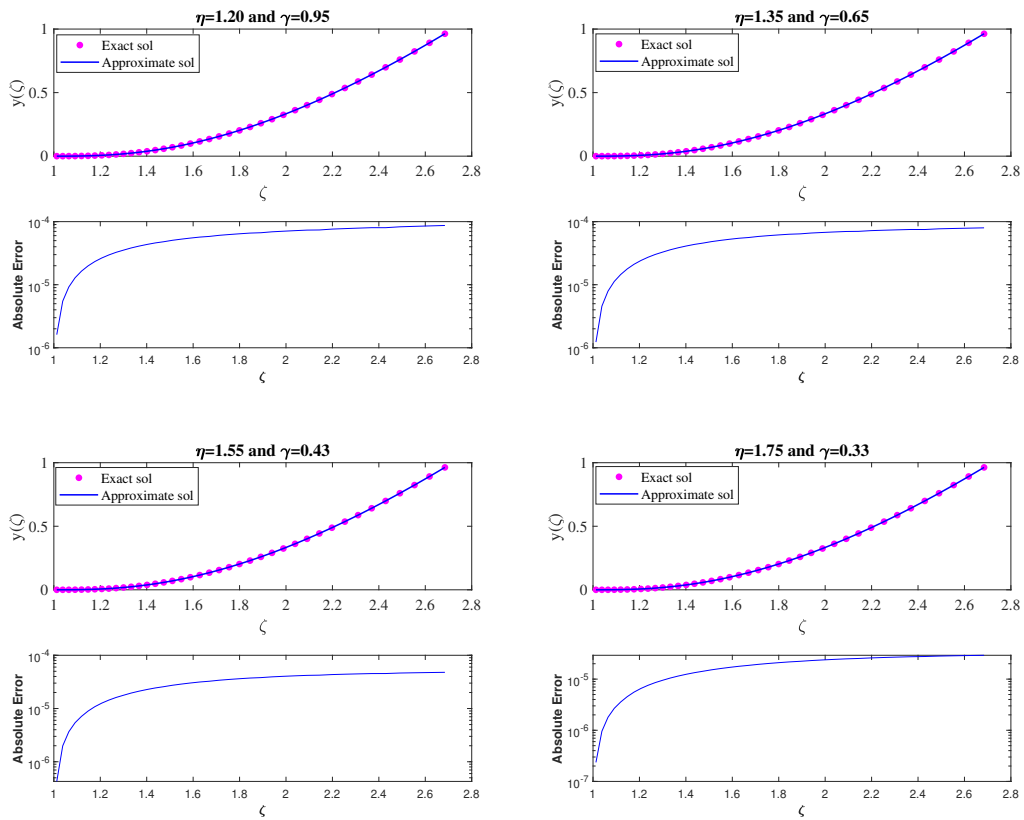 η=1.20 and γ=0.95
1
0.5
0
y(ζ)
Exact sol
Approximate sol
1 1.2 1.4 1.6 1.8 2 2.2 2.4 2.6 2.8
ζ
10^-4
10^-5
10^-6
Absolute Error
1 1.2 1.4 1.6 1.8 2 2.2 2.4 2.6 2.8
ζ
η=1.35 and γ=0.65
1
0.5
0
y(ζ)
Exact sol
Approximate sol
1 1.2 1.4 1.6 1.8 2 2.2 2.4 2.6 2.8
ζ
10^-4
10^-5
10^-6
Absolute Error
1 1.2 1.4 1.6 1.8 2 2.2 2.4 2.6 2.8
ζ
η=1.55 and γ=0.43
1
0.5
0
y(ζ)
Exact sol
Approximate sol
1 1.2 1.4 1.6 1.8 2 2.2 2.4 2.6 2.8
ζ
10^-4
10^-5
10^-6
Absolute Error
1 1.2 1.4 1.6 1.8 2 2.2 2.4 2.6 2.8
ζ
η=1.75 and γ=0.33
1
0.5
0
y(ζ)
Exact sol
Approximate sol
1 1.2 1.4 1.6 1.8 2 2.2 2.4 2.6 2.8
ζ
10^-5
10^-6
10^-7
Absolute Error
1 1.2 1.4 1.6 1.8 2 2.2 2.4 2.6 2.8
ζ